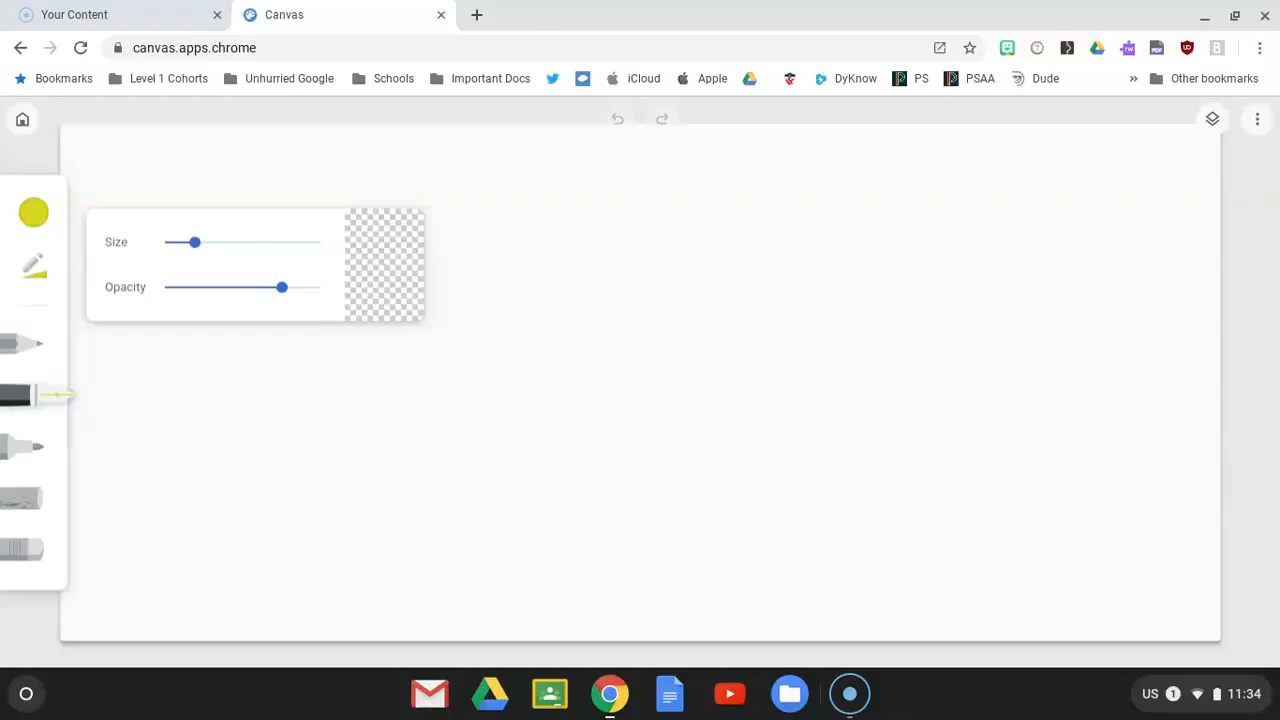 Your Content
Canvas
canvas.apps.chrome
Bookmarks Level 1 Cohorts Unhurried Google Schools Important Docs iCloud Apple DyKnow PS PSAA Dude » Other bookmarks
Size
Opacity
US 1 11:34